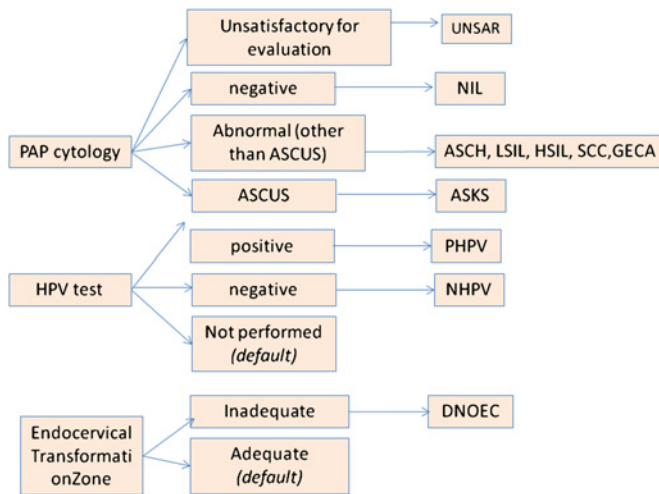 Unsatisfactory for
evaluation
UNSAR
negative
NIL
PAP cytology
Abnormal (other
than ASCUS)
ASCH, LSIL, HSIL, SCC,GECA
ASCUS
ASKS
positive
PHPV
HPV test
negative
NHPV
Not performed
(default)
Inadequate
DNOEC
Endocervical
Transformati
onZone
Adequate
(default)